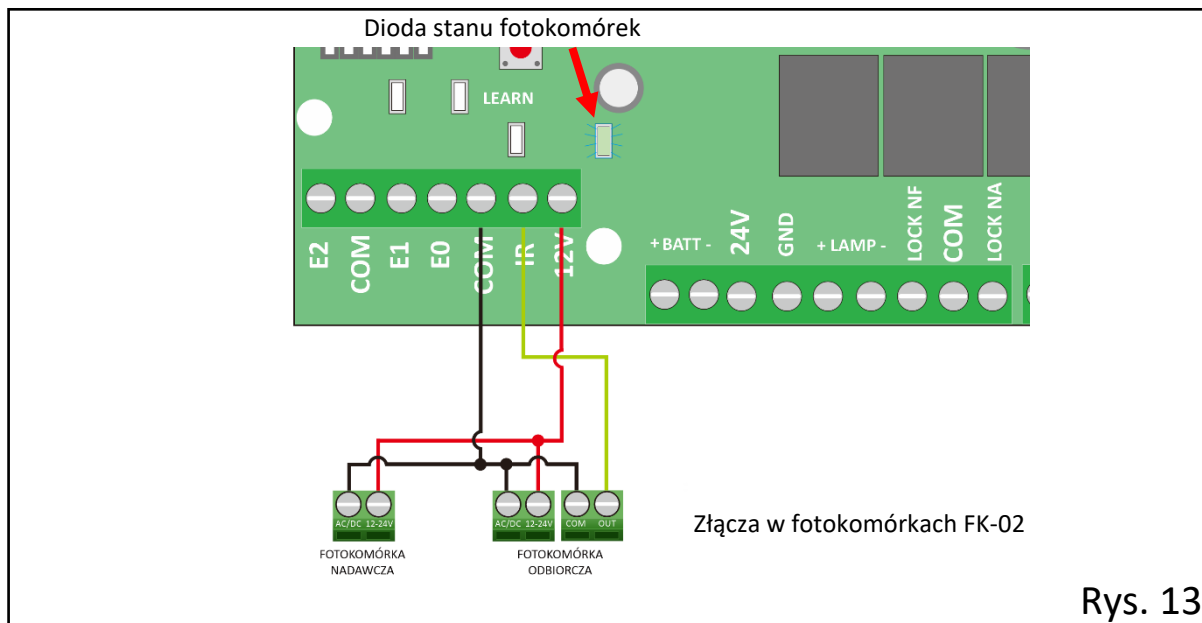 Dioda stanu fotokomórek
LEARN
E2 COM E1 E0 COM IR 12V
+ BATT - 24V GND + LAMP - LOCK NF COM LOCK NA
AC/DC 12-24V AC/DC 12-24V COM OUT
Złącza w fotokomórkach FK-02
FOTOKOMÓRKA
NADAWCZA
FOTOKOMÓRKA
ODBIORCZA
Rys. 13